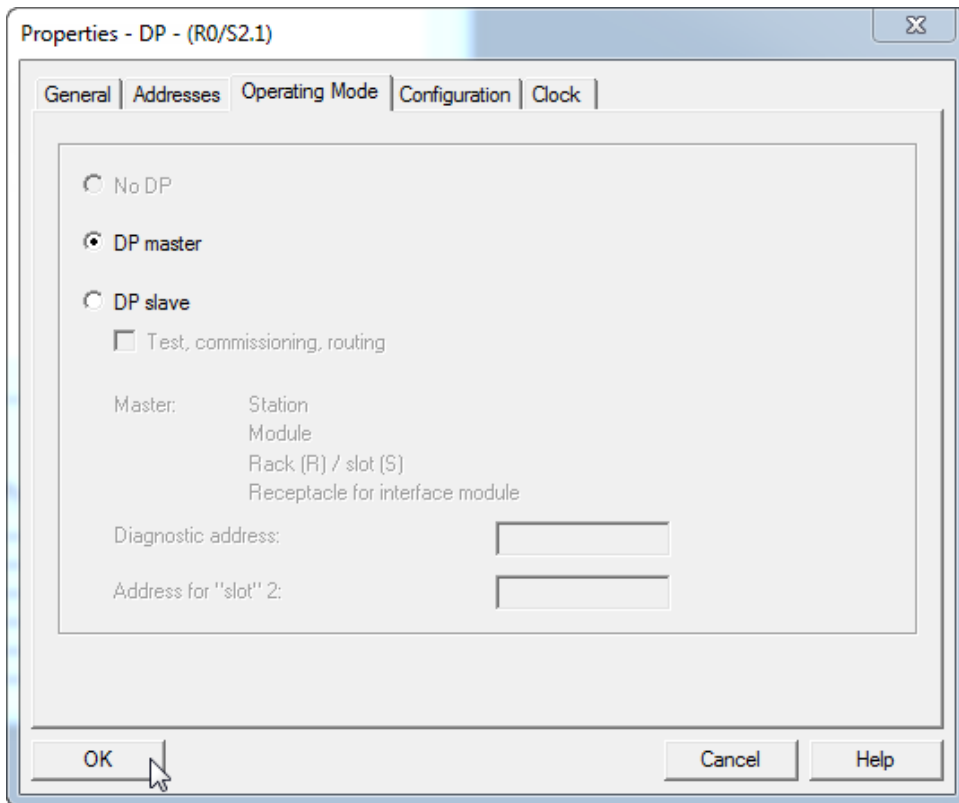 Properties - DP - (R0/S2.1)
General Addresses Operating Mode Configuration Clock
No DP
DP master
DP slave
Test, commissioning, routing
Master: Station
Module
Rack (R) / slot (S)
Receptacle for interface module
Diagnostic address:
Address for "slot" 2:
OK Cancel Help